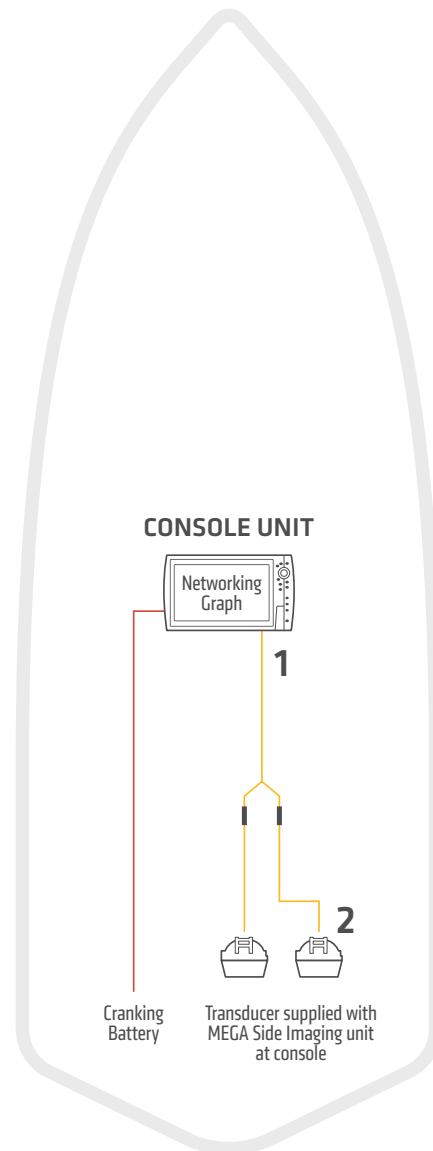 CONSOLE UNIT
Networking
Graph
1
2
Cranking
Battery
Transducer supplied with
MEGA Side Imaging unit
at console